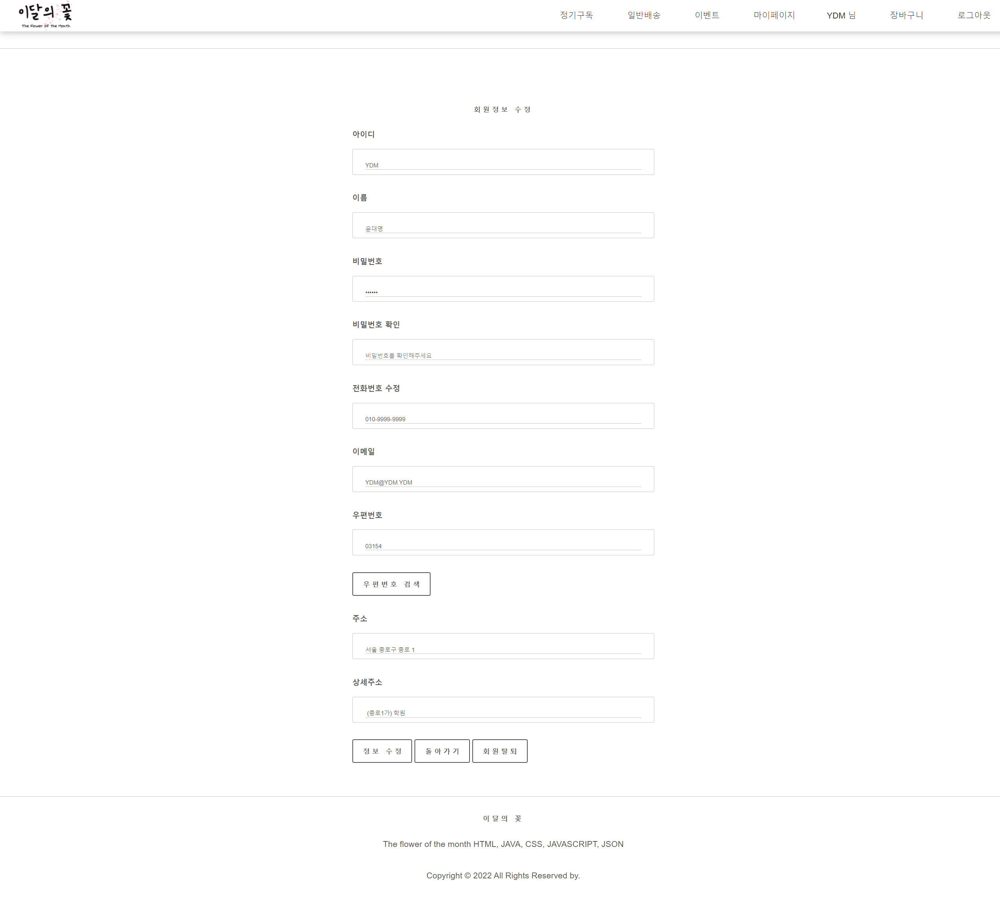 이달의 꽃
The Flower of the Month
정기구독 일반배송 이벤트 마이페이지 YDM 님 장바구니 로그아웃
회원정보 수정
아이디
YDM
이름
윤대명
비밀번호
••••••
비밀번호 확인
비밀번호를 확인해주세요
전화번호 수정
010-9999-9999
이메일
YDM@YDM.YDM
우편번호
03154
우편번호 검색
주소
서울 종로구 종로 1
상세주소
(종로1가) 학원
정보 수정 돌아가기 회원탈퇴
이달의 꽃
The flower of the month HTML, JAVA, CSS, JAVASCRIPT, JSON
Copyright © 2022 All Rights Reserved by.